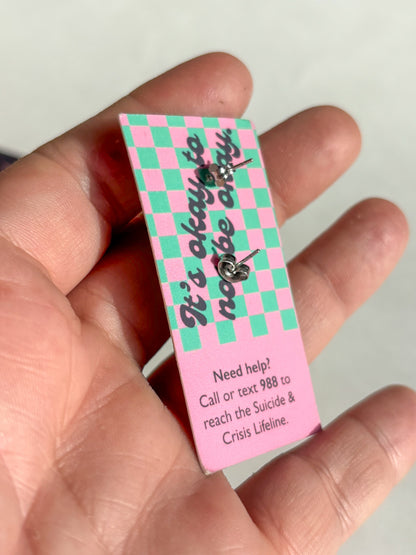 It's okay to
not be okay.
Need help?
Call or text 988 to
reach the Suicide &
Crisis Lifeline.